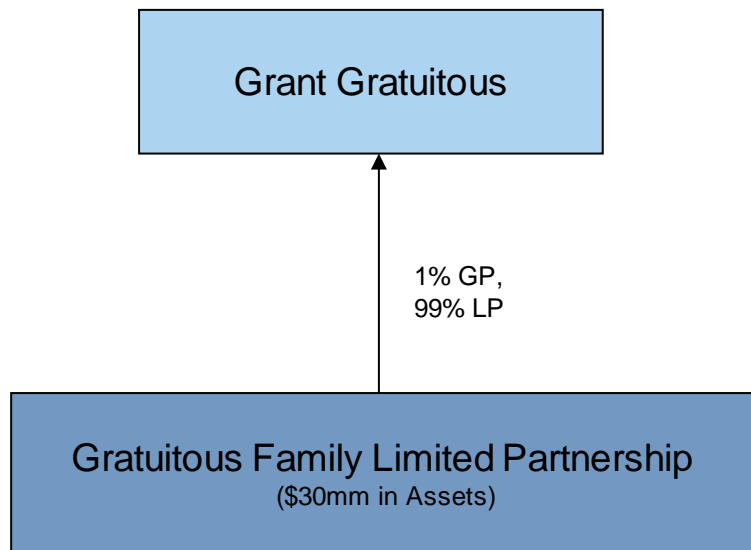 Grant Gratuitous
1% GP,
99% LP
Gratuitous Family Limited Partnership
($30mm in Assets)